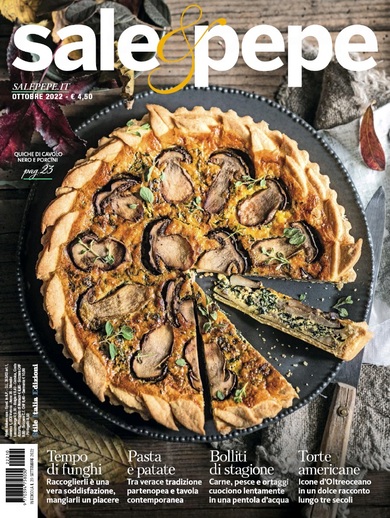 sale&pepe
SALEPEPE.IT
OTTOBRE 2022 - € 4,50
QUICHE DI CAVOLO
NERO E PORCINI
pag.23
Tempo
di funghi
Raccoglierli è una
vera soddisfazione,
mangiarli un piacere
Pasta
e patate
Tra verace tradizione
partenopea e tavola
contemporanea
Bolliti
di stagione
Carne, pesce e ortaggi
cuociono lentamente
in una pentola d'acqua
Torte
americane
Icone d'Oltreoceano
in un dolce racconto
lungo tre secoli